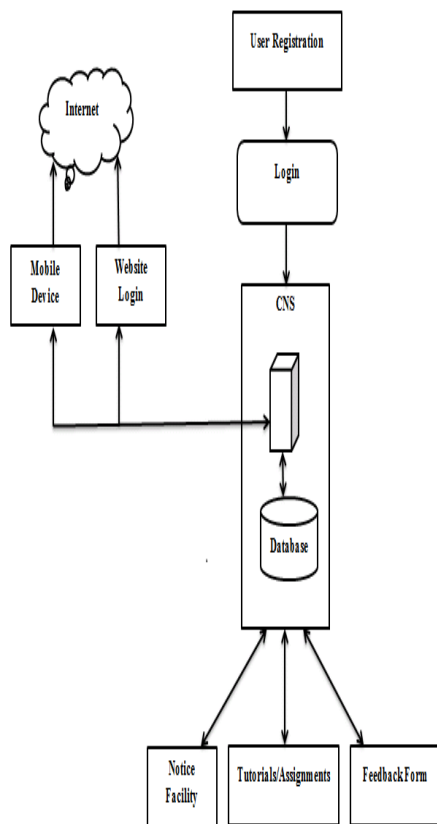 User Registration
Internet
Login
Mobile
Device
Website
Login
CNS
Database
Notice
Facility
Tutorials/Assignments
Feedback Form